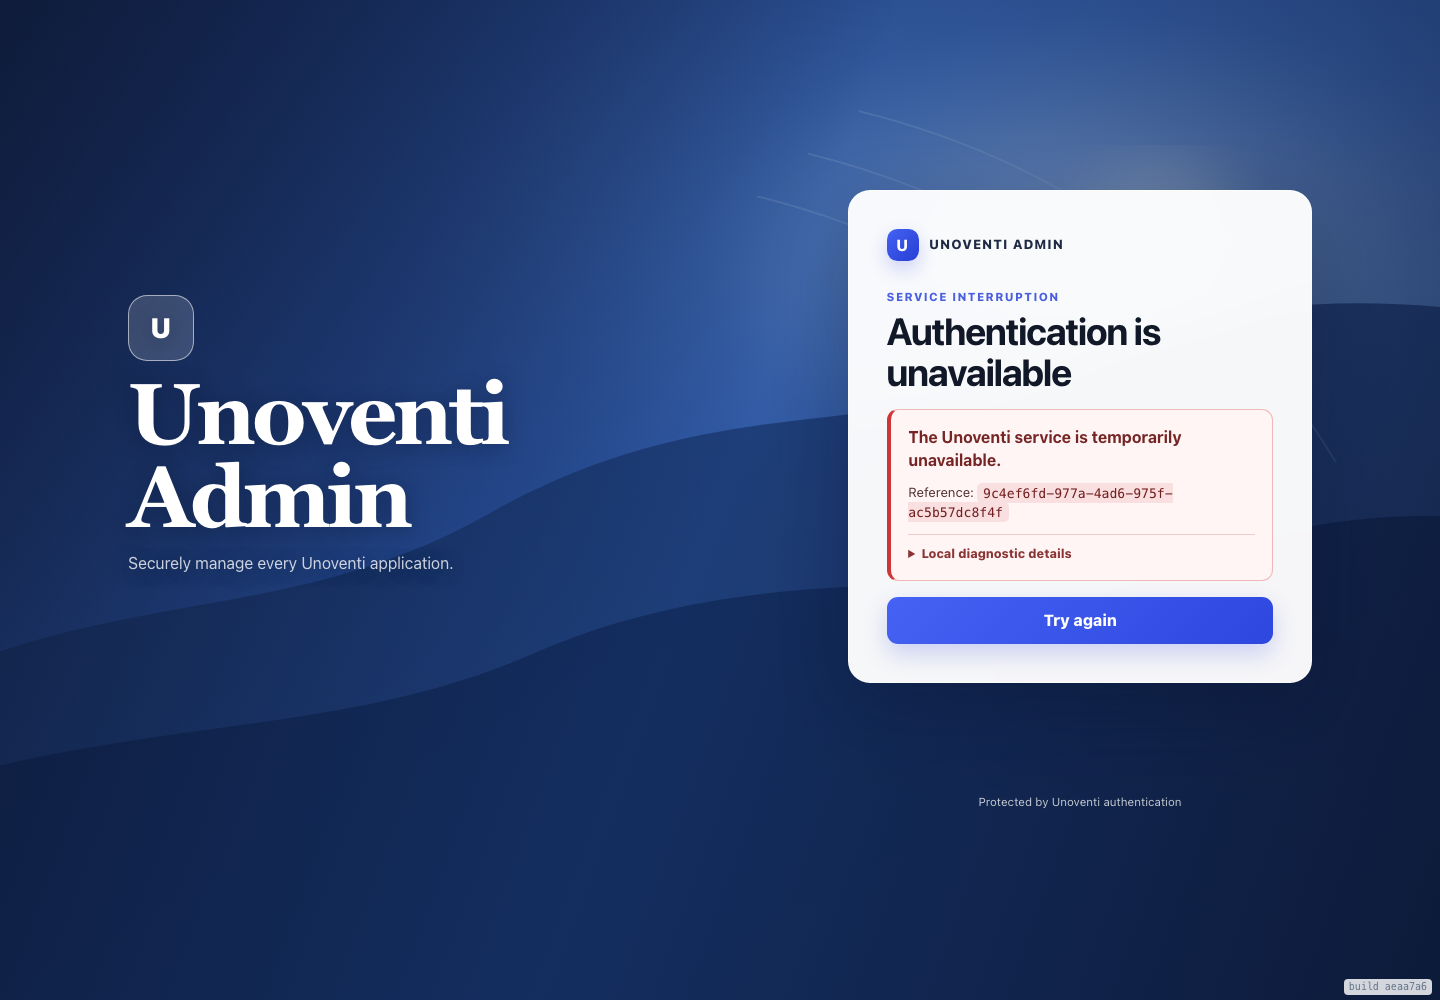 U
Unoventi
Admin
Securely manage every Unoventi application.
U UNOVENTI ADMIN
SERVICE INTERRUPTION
Authentication is
unavailable
The Unoventi service is temporarily
unavailable.
Reference: 9c4ef6fd-977a-4ad6-975f-
ac5b57dc8f4f
Local diagnostic details
Try again
Protected by Unoventi authentication
build aeaa7a6